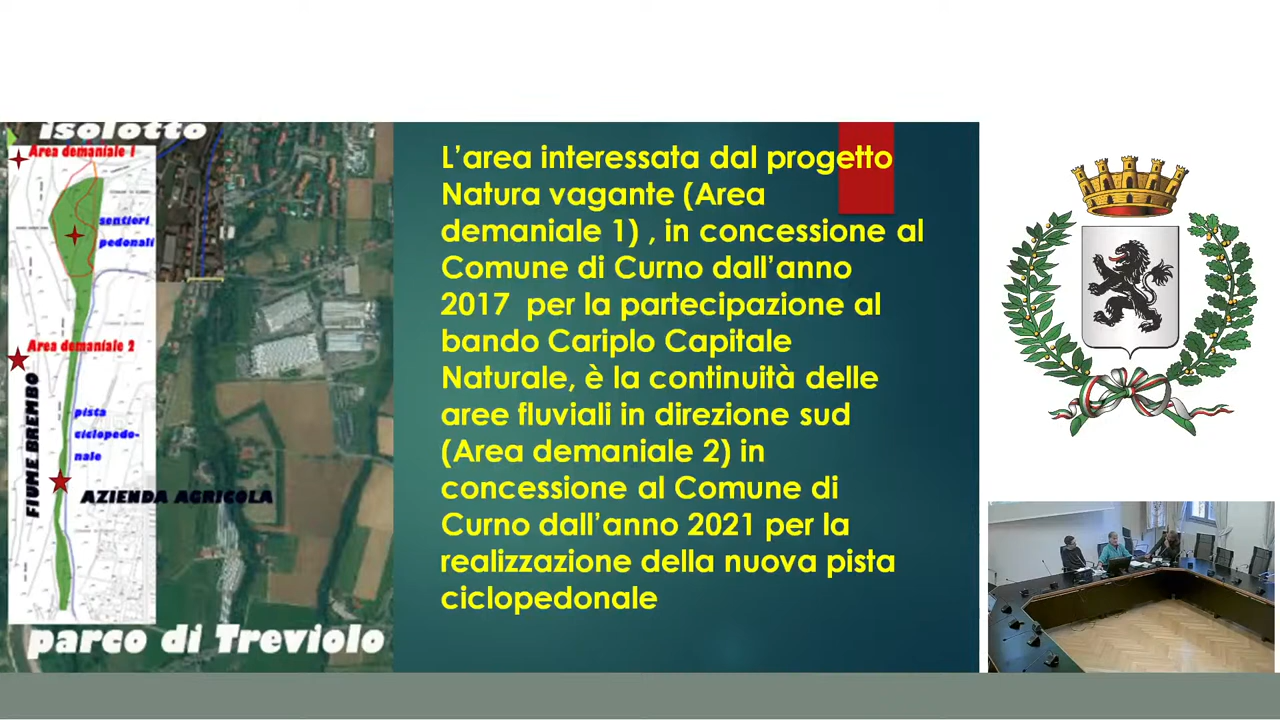 isolotto
Area demaniale 1
sentieri
pedonali
Area demaniale 2
pista
ciclopedo-
nale
FIUME BREMBO
AZIENDA AGRICOLA
parco di Treviolo
L’area interessata dal progetto
Natura vagante (Area
demaniale 1) , in concessione al
Comune di Curno dall’anno
2017 per la partecipazione al
bando Cariplo Capitale
Naturale, è la continuità delle
aree fluviali in direzione sud
(Area demaniale 2) in
concessione al Comune di
Curno dall’anno 2021 per la
realizzazione della nuova pista
ciclopedonale